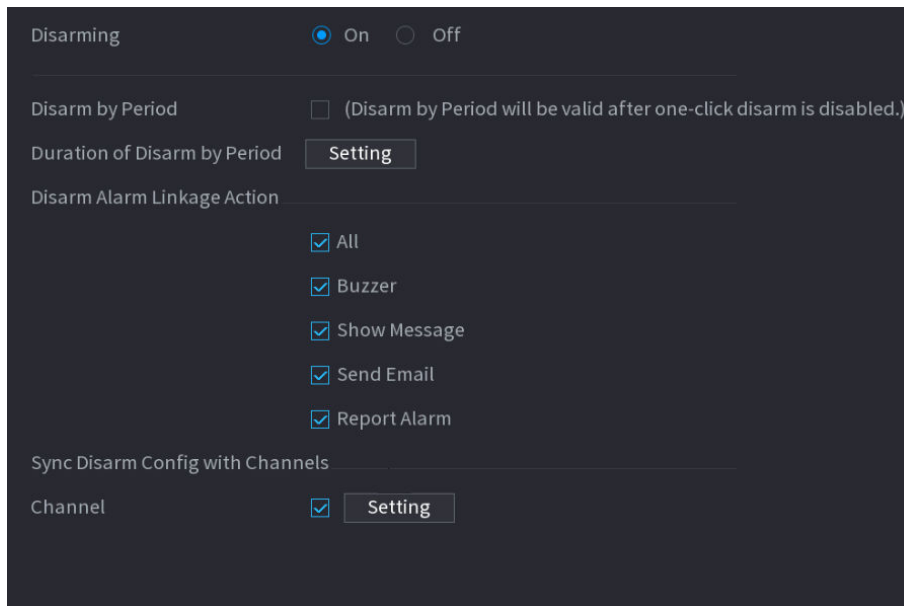 Disarming On Off
Disarm by Period (Disarm by Period will be valid after one-click disarm is disabled.)
Duration of Disarm by Period Setting
Disarm Alarm Linkage Action
All
Buzzer
Show Message
Send Email
Report Alarm
Sync Disarm Config with Channels
Channel Setting